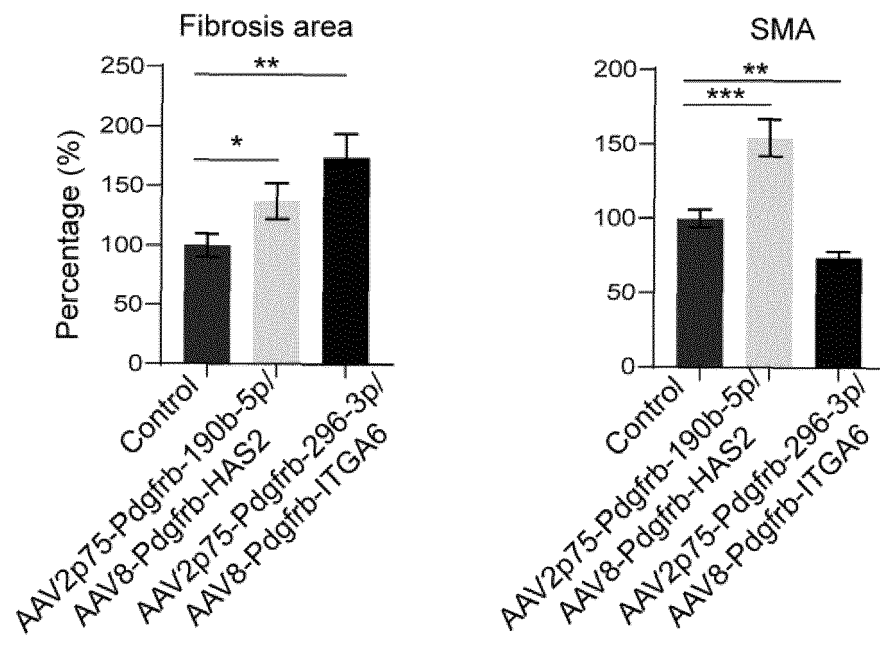 Fibrosis area
Percentage (%)
250
200
150
100
50
0
**
*
Control
AAV2p75-Pdgfrb-190b-5p/
AAV8-Pdgfrb-HAS2
AAV2p75-Pdgfrb-296-3p/
AAV8-Pdgfrb-ITGA6
SMA
200
150
100
50
0
**
***
Control
AAV2p75-Pdgfrb-190b-5p/
AAV8-Pdgfrb-HAS2
AAV2p75-Pdgfrb-296-3p/
AAV8-Pdgfrb-ITGA6